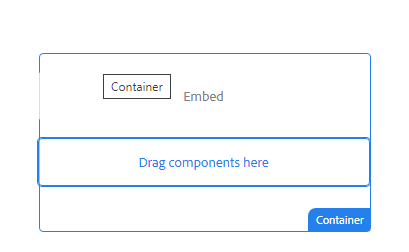 Container
Embed
Drag components here
Container